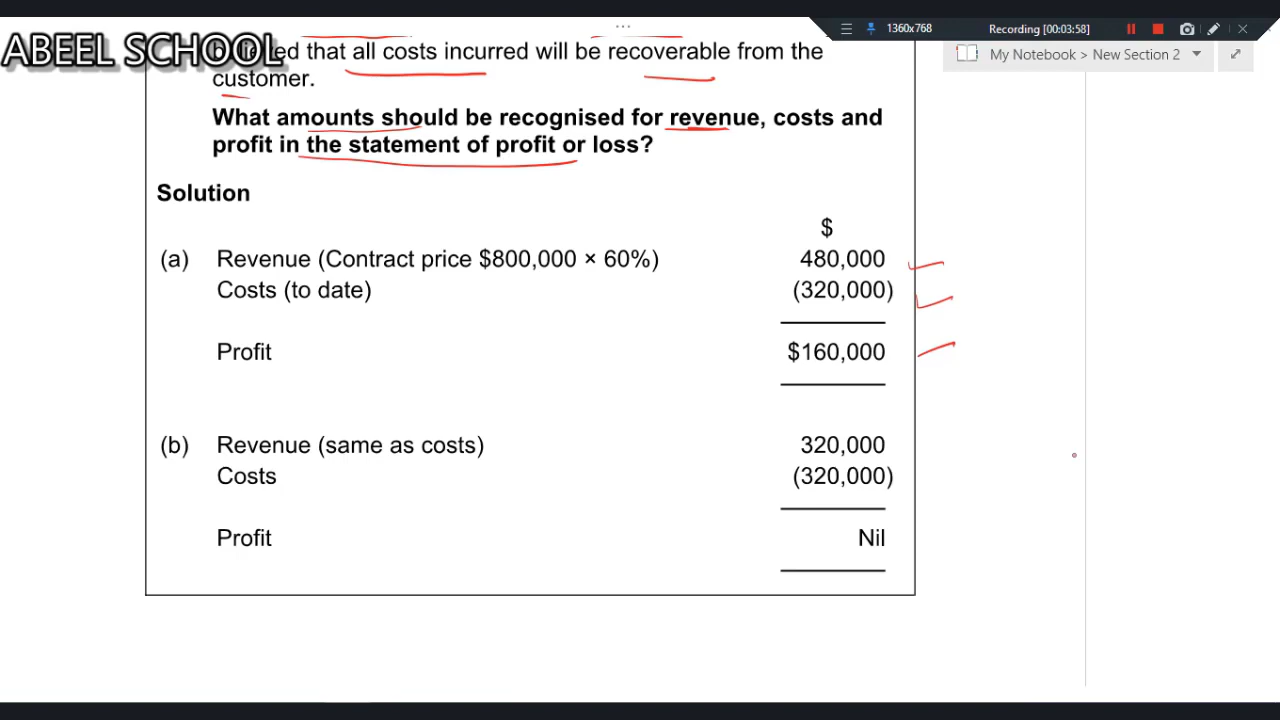 1360x768
Recording [00:03:58]
ABEEL SCHOOL
that all costs incurred will be recoverable from the
My Notebook > New Section 2
customer.
What amounts should be recognised for revenue, costs and
profit in the statement of profit or loss?
Solution
$
(a) Revenue (Contract price $800,000 × 60%) 480,000
Costs (to date) (320,000)
Profit $160,000
(b) Revenue (same as costs) 320,000
Costs (320,000)
Profit Nil